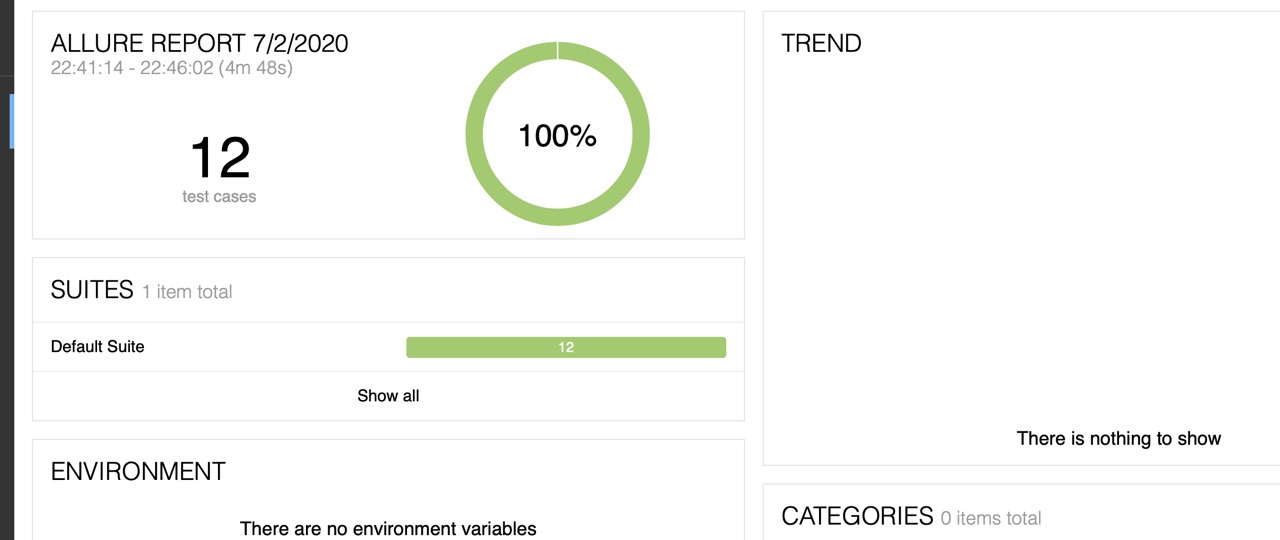 ALLURE REPORT 7/2/2020
22:41:14 - 22:46:02 (4m 48s)
12
test cases
100%
SUITES 1 item total
Default Suite 12
Show all
ENVIRONMENT
There are no environment variables
TREND
There is nothing to show
CATEGORIES 0 items total